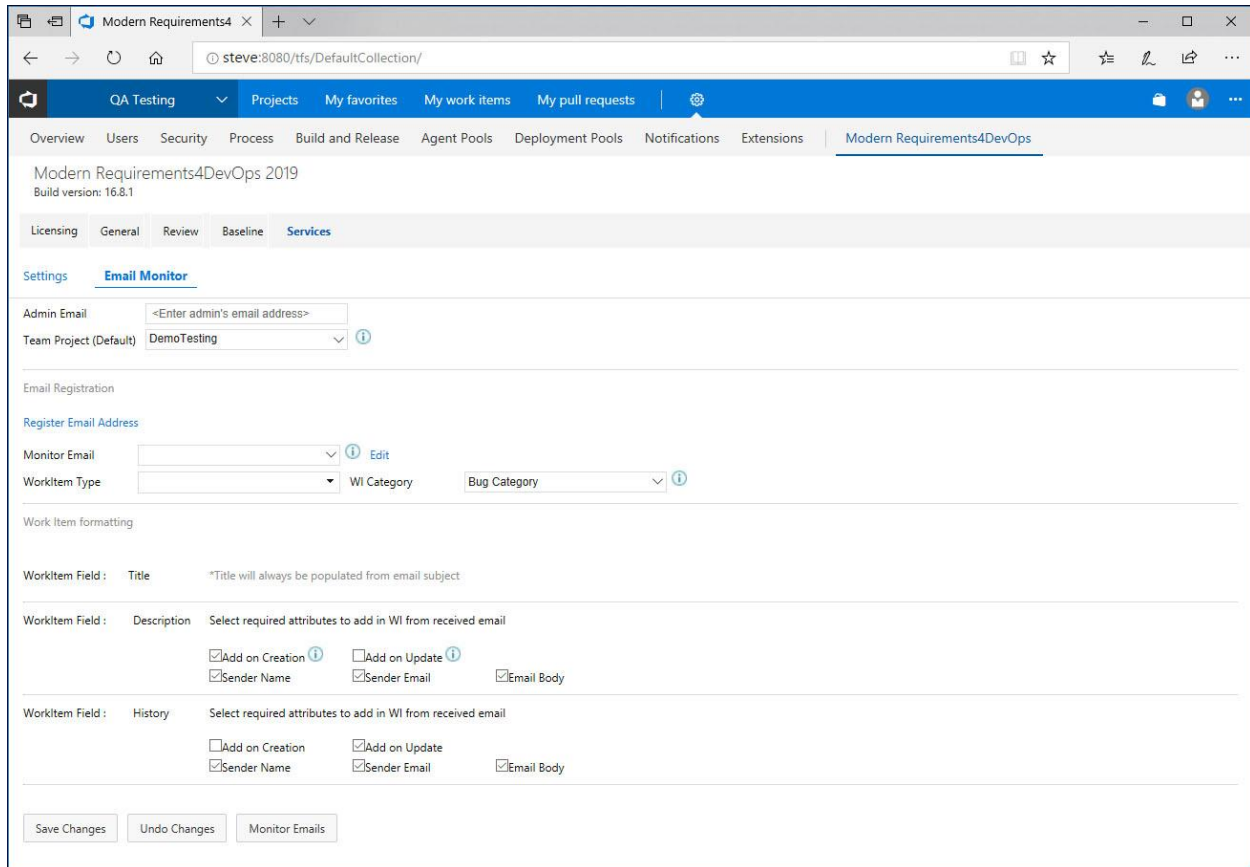 Modern Requirements4
steve:8080/tfs/DefaultCollection/
QA Testing Projects My favorites My work items My pull requests
Overview Users Security Process Build and Release Agent Pools Deployment Pools Notifications Extensions Modern Requirements4DevOps
Modern Requirements4DevOps 2019
Build version: 16.8.1
Licensing General Review Baseline Services
Settings Email Monitor
Admin Email <Enter admin's email address>
Team Project (Default) DemoTesting
Email Registration
Register Email Address
Monitor Email Edit
WorkItem Type WI Category Bug Category
Work Item formatting
WorkItem Field : Title *Title will always be populated from email subject
WorkItem Field : Description Select required attributes to add in WI from received email
Add on Creation Add on Update
Sender Name Sender Email Email Body
WorkItem Field : History Select required attributes to add in WI from received email
Add on Creation Add on Update
Sender Name Sender Email Email Body
Save Changes Undo Changes Monitor Emails